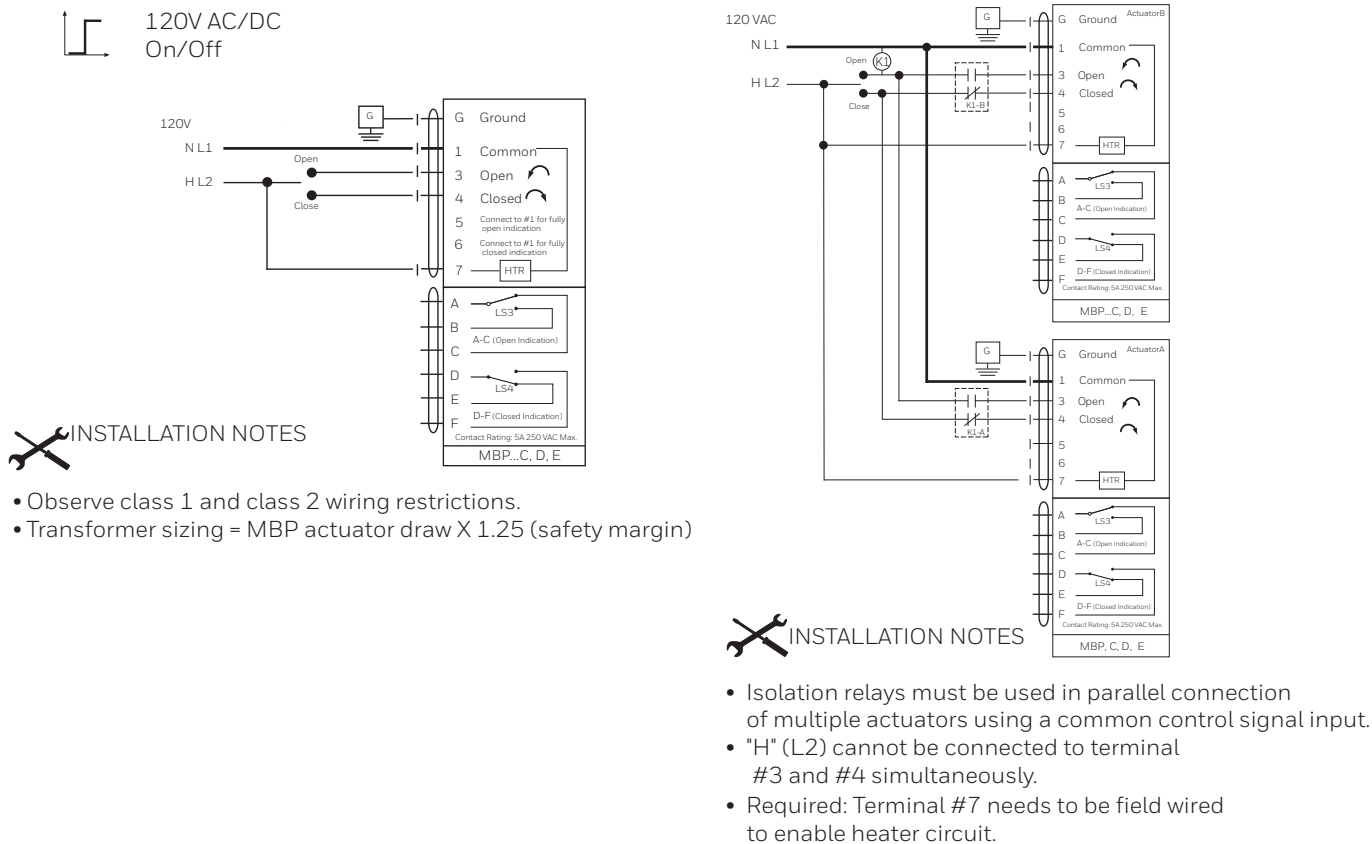 120V AC/DC
On/Off
120V
N L1
H L2
Open
Close
G
G Ground
1 Common
3 Open
4 Closed
5 Connect to #1 for fully
open indication
6 Connect to #1 for fully
closed indication
7 HTR
A
LS3
B
A-C (Open Indication)
C
D
LS4
E
D-F (Closed Indication)
F
Contact Rating: 5A 250 VAC Max.
MBP...C, D, E
INSTALLATION NOTES
• Observe class 1 and class 2 wiring restrictions.
• Transformer sizing = MBP actuator draw X 1.25 (safety margin)
120 VAC
N L1
H L2
Open
K1
Close
K1-B
G
G Ground ActuatorB
1 Common
3 Open
4 Closed
5
6
7 HTR
A
LS3
B
A-C (Open Indication)
C
D
LS4
E
D-F (Closed Indication)
F
Contact Rating: 5A 250 VAC Max.
MBP...C, D, E
G
K1-A
G Ground ActuatorA
1 Common
3 Open
4 Closed
5
6
7 HTR
A
LS3
B
A-C (Open Indication)
C
D
LS4
E
D-F (Closed Indication)
F
Contact Rating: 5A 250 VAC Max.
MBP, C, D, E
INSTALLATION NOTES
• Isolation relays must be used in parallel connection
of multiple actuators using a common control signal input.
• "H" (L2) cannot be connected to terminal
#3 and #4 simultaneously.
• Required: Terminal #7 needs to be field wired
to enable heater circuit.